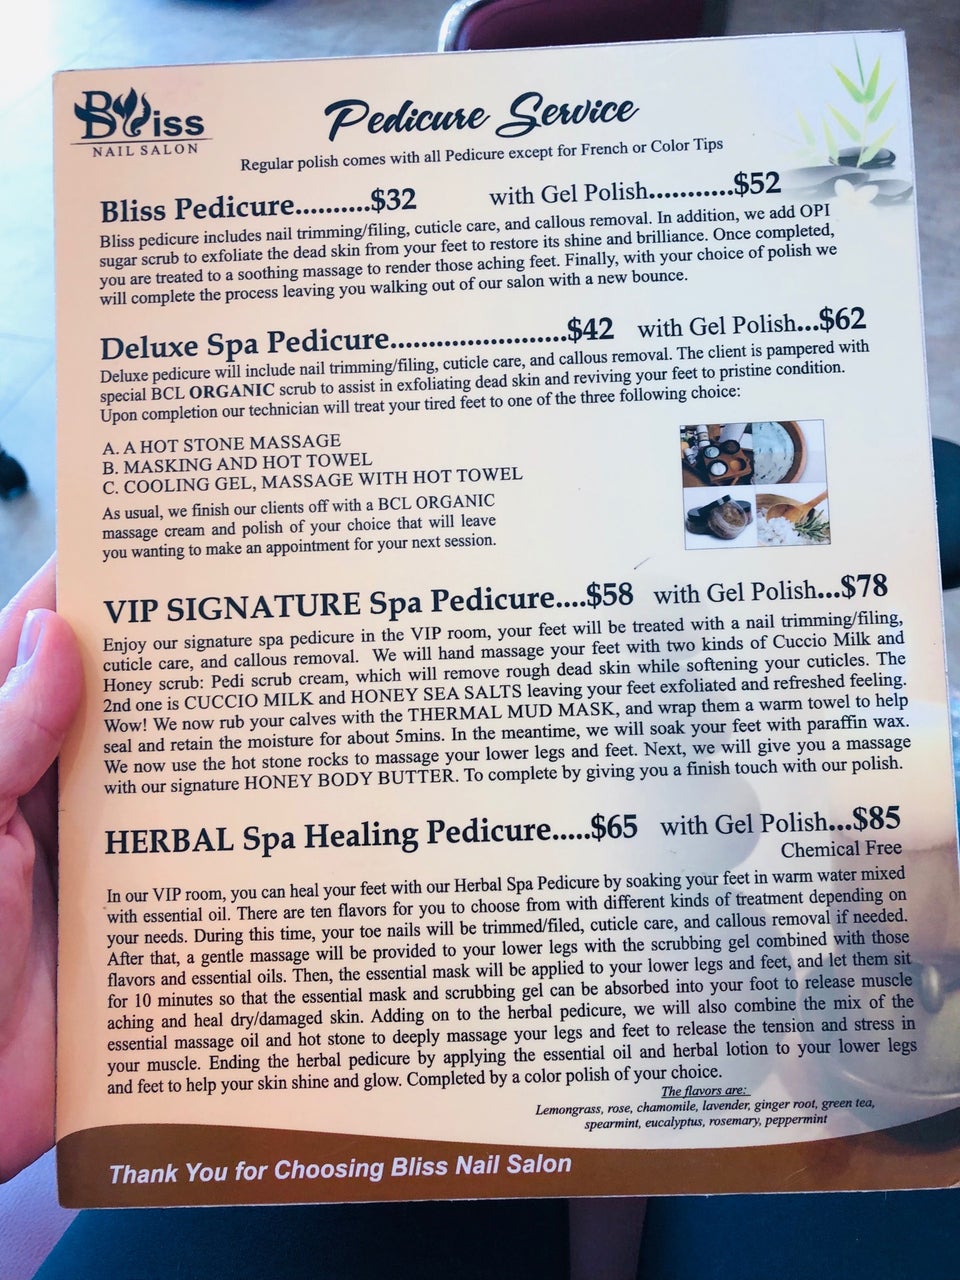 Bliss
NAIL SALON
Pedicure Service
Regular polish comes with all Pedicure except for French or Color Tips
Bliss Pedicure..........$32 with Gel Polish...........$52
Bliss pedicure includes nail trimming/filing, cuticle care, and callous removal. In addition, we add OPI
sugar scrub to exfoliate the dead skin from your feet to restore its shine and brilliance. Once completed,
you are treated to a soothing massage to render those aching feet. Finally, with your choice of polish we
will complete the process leaving you walking out of our salon with a new bounce.
Deluxe Spa Pedicure.......................$42 with Gel Polish...$62
Deluxe pedicure will include nail trimming/filing, cuticle care, and callous removal. The client is pampered with
special BCL ORGANIC scrub to assist in exfoliating dead skin and reviving your feet to pristine condition.
Upon completion our technician will treat your tired feet to one of the three following choice:
A. A HOT STONE MASSAGE
B. MASKING AND HOT TOWEL
C. COOLING GEL, MASSAGE WITH HOT TOWEL
As usual, we finish our clients off with a BCL ORGANIC
massage cream and polish of your choice that will leave
you wanting to make an appointment for your next session.
VIP SIGNATURE Spa Pedicure....$58 with Gel Polish...$78
Enjoy our signature spa pedicure in the VIP room, your feet will be treated with a nail trimming/filing,
cuticle care, and callous removal. We will hand massage your feet with two kinds of Cuccio Milk and
Honey scrub: Pedi scrub cream, which will remove rough dead skin while softening your cuticles. The
2nd one is CUCCIO MILK and HONEY SEA SALTS leaving your feet exfoliated and refreshed feeling.
Wow! We now rub your calves with the THERMAL MUD MASK, and wrap them a warm towel to help
seal and retain the moisture for about 5mins. In the meantime, we will soak your feet with paraffin wax.
We now use the hot stone rocks to massage your lower legs and feet. Next, we will give you a massage
with our signature HONEY BODY BUTTER. To complete by giving you a finish touch with our polish.
HERBAL Spa Healing Pedicure.....$65 with Gel Polish...$85
Chemical Free
In our VIP room, you can heal your feet with our Herbal Spa Pedicure by soaking your feet in warm water mixed
with essential oil. There are ten flavors for you to choose from with different kinds of treatment depending on
your needs. During this time, your toe nails will be trimmed/filed, cuticle care, and callous removal if needed.
After that, a gentle massage will be provided to your lower legs with the scrubbing gel combined with those
flavors and essential oils. Then, the essential mask will be applied to your lower legs and feet, and let them sit
for 10 minutes so that the essential mask and scrubbing gel can be absorbed into your foot to release muscle
aching and heal dry/damaged skin. Adding on to the herbal pedicure, we will also combine the mix of the
essential massage oil and hot stone to deeply massage your legs and feet to release the tension and stress in
your muscle. Ending the herbal pedicure by applying the essential oil and herbal lotion to your lower legs
and feet to help your skin shine and glow. Completed by a color polish of your choice.
The flavors are:
Lemongrass, rose, chamomile, lavender, ginger root, green tea,
spearmint, eucalyptus, rosemary, peppermint
Thank You for Choosing Bliss Nail Salon